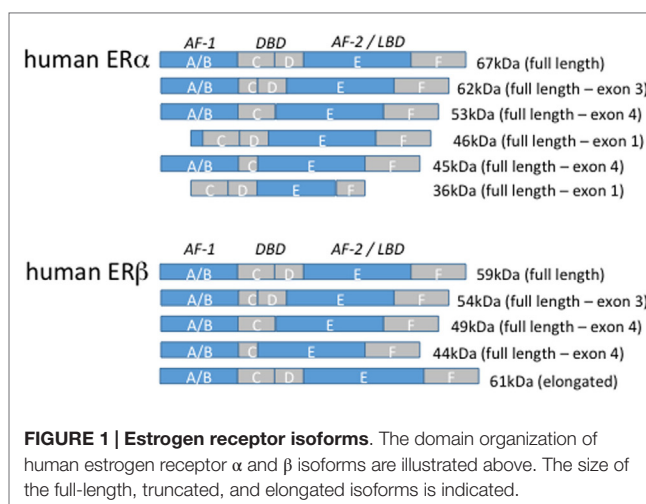 AF-1 DBD AF-2 / LBD
human ERα
A/B C D E F 67kDa (full length)
A/B C D E F 62kDa (full length – exon 3)
A/B C E F 53kDa (full length – exon 4)
C D E F 46kDa (full length – exon 1)
A/B C E F 45kDa (full length – exon 4)
C D E F 36kDa (full length – exon 1)
AF-1 DBD AF-2 / LBD
human ERβ
A/B C D E F 59kDa (full length)
A/B C D E F 54kDa (full length – exon 3)
A/B C E F 49kDa (full length – exon 4)
A/B C E F 44kDa (full length – exon 4)
A/B C D E F 61kDa (elongated)
FIGURE 1 | Estrogen receptor isoforms. The domain organization of
human estrogen receptor α and β isoforms are illustrated above. The size of
the full-length, truncated, and elongated isoforms is indicated.